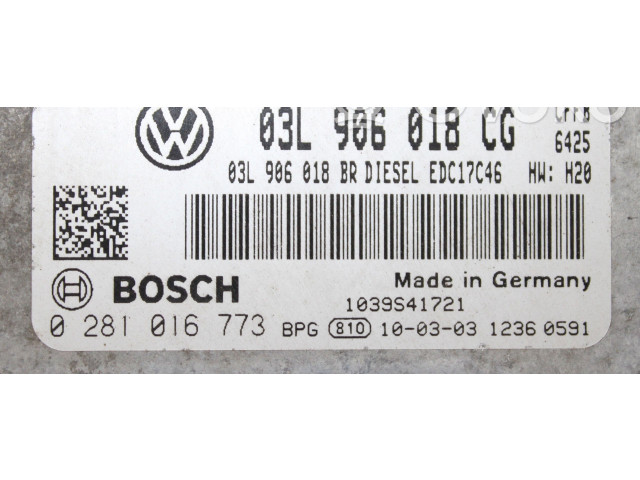 03L 906 018 CG CFFB
6425
03L 906 018 BR DIESEL EDC17C46 HW: H20
BOSCH
Made in Germany
1039S41721
0 281 016 773 BPG 810 10-03-03 1236 0591